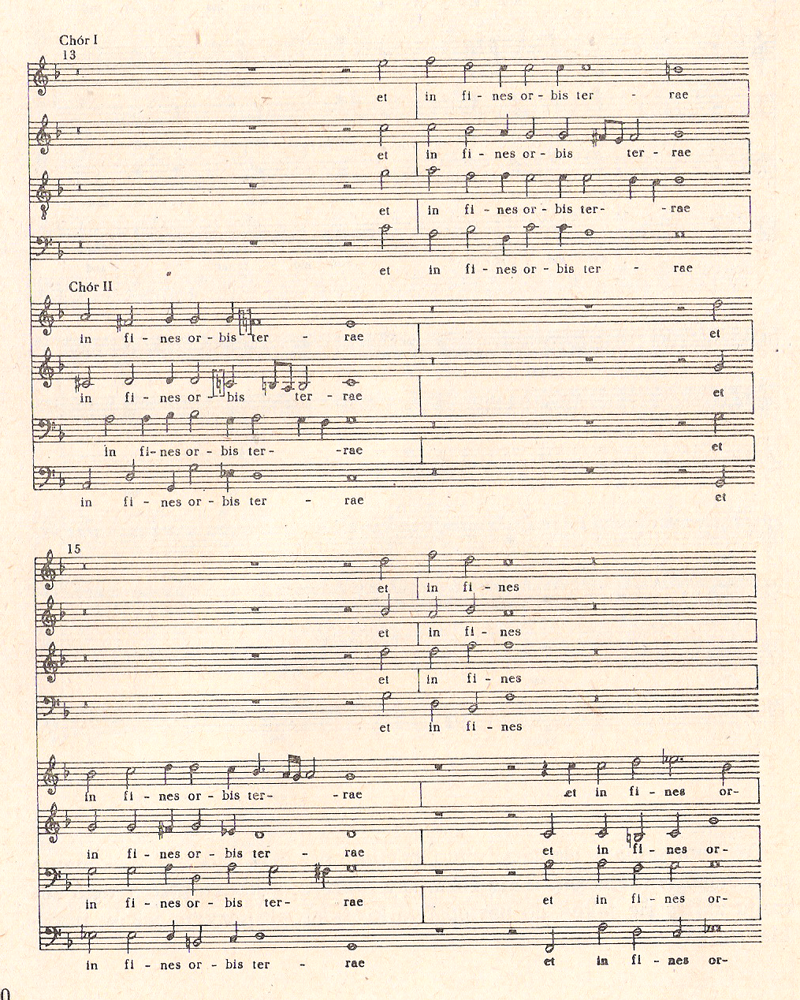 Chór I
13
et in fi - nes or - bis ter - rae
et in fi - nes or - bis ter - rae
et in fi - nes or - bis ter- - rae
et in fi - nes or - bis ter - rae
Chór II
in fi - nes or - bis ter - rae et
in fi - nes or - bis ter - rae et
in fi- nes or - bis ter- -rae et
in fi - nes or - bis ter - rae et
15
et in fi - nes
et in fi - nes
et in fi - nes
et in fi - nes
in fi - nes or - bis ter- - rae et in fi - nes or-
in fi - nes or - bis ter - rae et in fi - nes or-
in fi - nes or - bis ter- rae et in fi - nes or-
in fi - nes or - bis ter - rae et in fi - nes or-
0